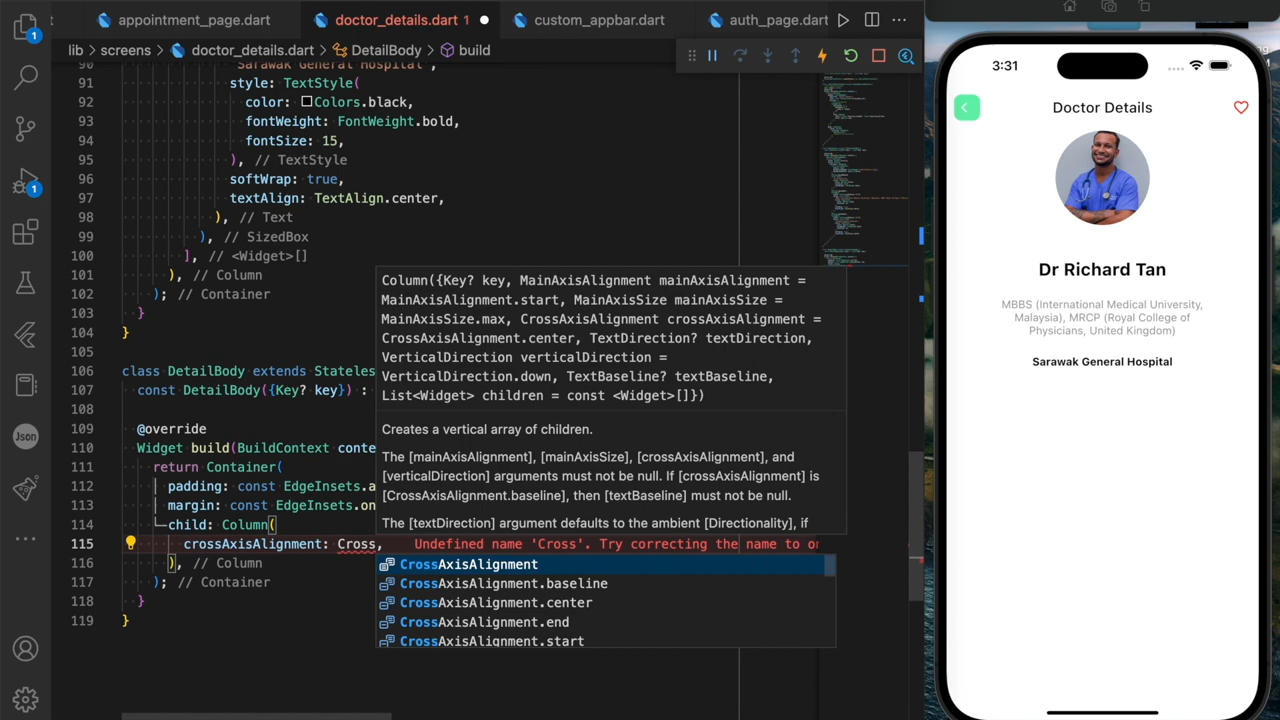 appointment_page.dart
doctor_details.dart 1
custom_appbar.dart
auth_page.dart
lib > screens > doctor_details.dart > DetailBody > build
1
1
Json
90 'Sarawak General Hospital',
91 style: TextStyle(
92 Colors.black,
93 fontWeight: FontWeight.bold,
94 fontSize: 15,
95 ), // TextStyle
96 softWrap: true,
97 textAlign: TextAlign.center,
98 ), // Text
99 ), // SizedBox
100 ], // <Widget>[]
101 ), // Column
102 ); // Container
103 }
104 }
105
106 class DetailBody extends Stateles
107 const DetailBody({Key? key}) :
108
109 @override
110 Widget build(BuildContext conte
111 return Container(
112 padding: const EdgeInsets.a
113 margin: const EdgeInsets.on
114 child: Column(
115 crossAxisAlignment: Cross, Undefined name 'Cross'. Try correcting the name to or
116 ), // Column
117 ); // Container
118 }
119 }
Column({Key? key, MainAxisAlignment mainAxisAlignment =
MainAxisAlignment.start, MainAxisSize mainAxisSize =
MainAxisSize.max, CrossAxisAlignment crossAxisAlignment =
CrossAxisAlignment.center, TextDirection? textDirection,
VerticalDirection verticalDirection =
VerticalDirection.down, TextBaseline? textBaseline,
List<Widget> children = const <Widget>[]})
Creates a vertical array of children.
The [mainAxisAlignment], [mainAxisSize], [crossAxisAlignment], and
[verticalDirection] arguments must not be null. If [crossAxisAlignment] is
[CrossAxisAlignment.baseline], then [textBaseline] must not be null.
The [textDirection] argument defaults to the ambient [Directionality], if
CrossAxisAlignment
CrossAxisAlignment.baseline
CrossAxisAlignment.center
CrossAxisAlignment.end
CrossAxisAlignment.start
3:31
Doctor Details
Dr Richard Tan
MBBS (International Medical University,
Malaysia), MRCP (Royal College of
Physicians, United Kingdom)
Sarawak General Hospital